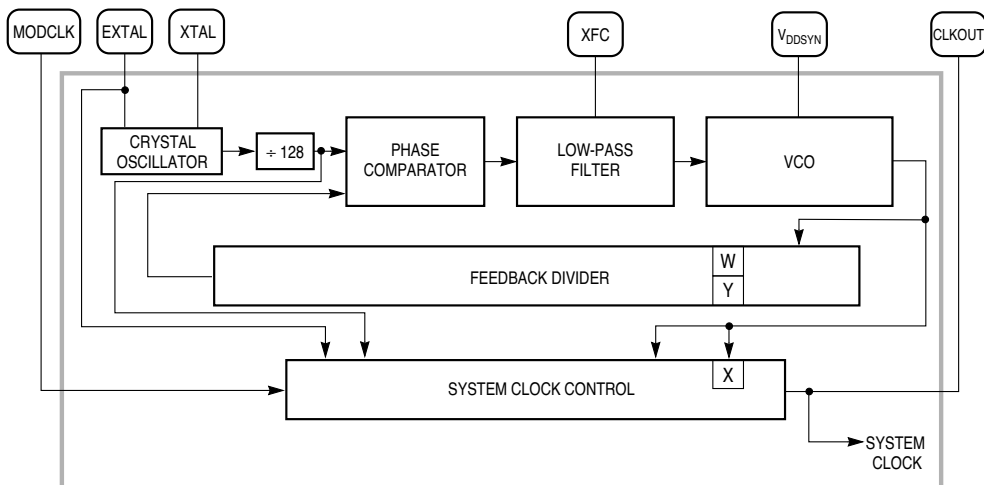 MODCLK
EXTAL
XTAL
XFC
VDDSYN
CLKOUT
CRYSTAL
OSCILLATOR
÷ 128
PHASE
COMPARATOR
LOW-PASS
FILTER
VCO
FEEDBACK DIVIDER
W
Y
SYSTEM CLOCK CONTROL
X
SYSTEM
CLOCK